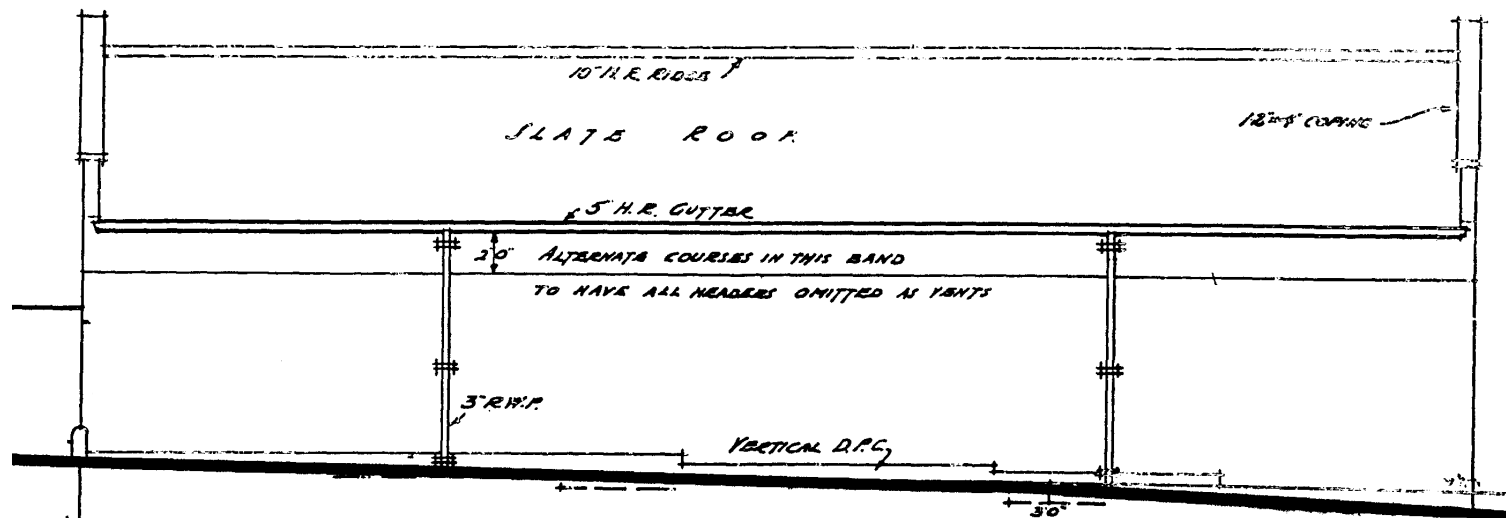 10" H.R. RIDGE
12"x4" COPING
SLATE ROOF.
5" H.R. GUTTER
2'0" ALTERNATE COURSES IN THIS BAND
TO HAVE ALL HEADERS OMITTED AS VENTS
3" R.W.P.
VERTICAL D.P.C.
3'0"